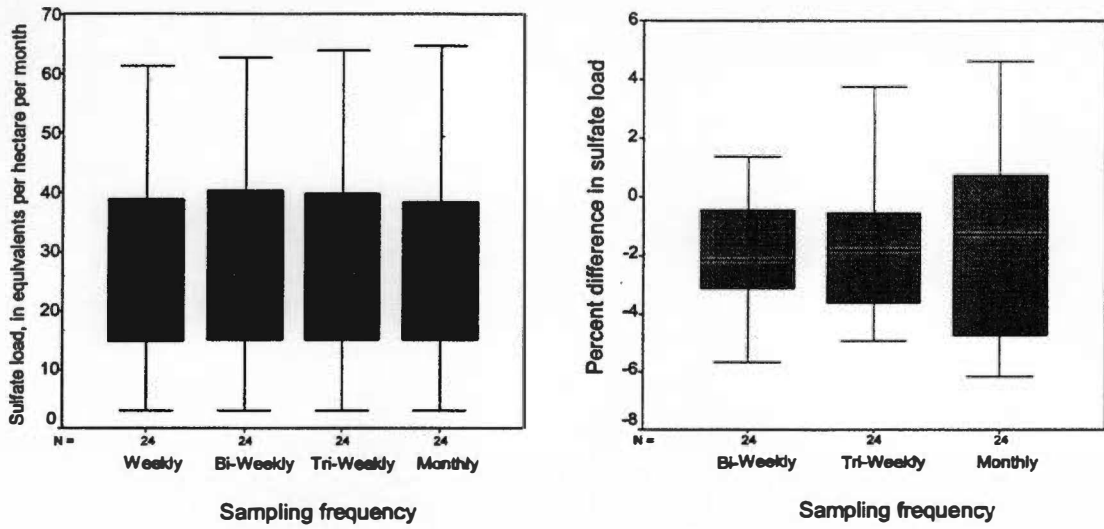 Sulfate load, in equivalents per hectare per month
70
60
50
40
30
20
10
0
N =
24
24
24
24
Weekly
Bi-Weekly
Tri-Weekly
Monthly
Sampling frequency
Percent difference in sulfate load
6
4
2
0
-2
-4
-6
-8
N =
24
24
24
Bi-Weekly
Tri-Weekly
Monthly
Sampling frequency